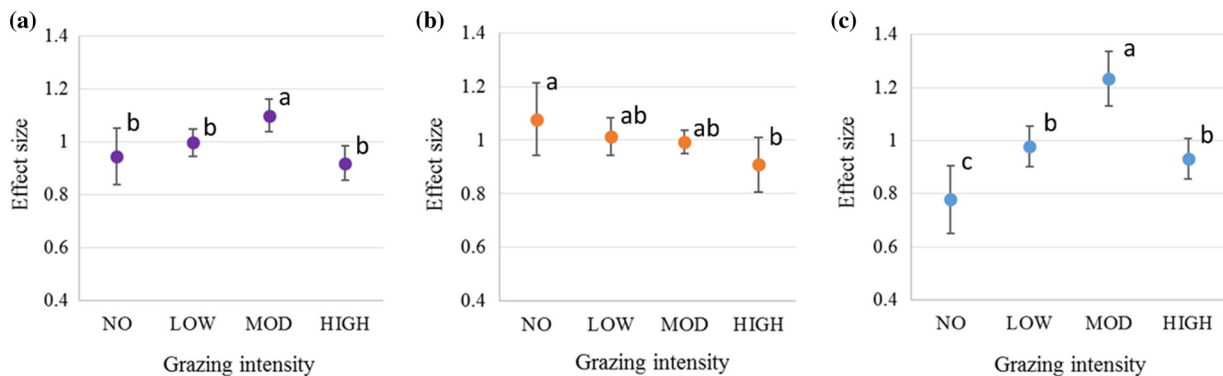 (a)
1.4
1.2
1
0.8
0.6
0.4
Effect size
b
b
a
b
NO LOW MOD HIGH
Grazing intensity
(b)
1.4
1.2
1
0.8
0.6
0.4
Effect size
a
ab
ab
b
NO LOW MOD HIGH
Grazing intensity
(c)
1.4
1.2
1
0.8
0.6
0.4
Effect size
c
b
a
b
NO LOW MOD HIGH
Grazing intensity